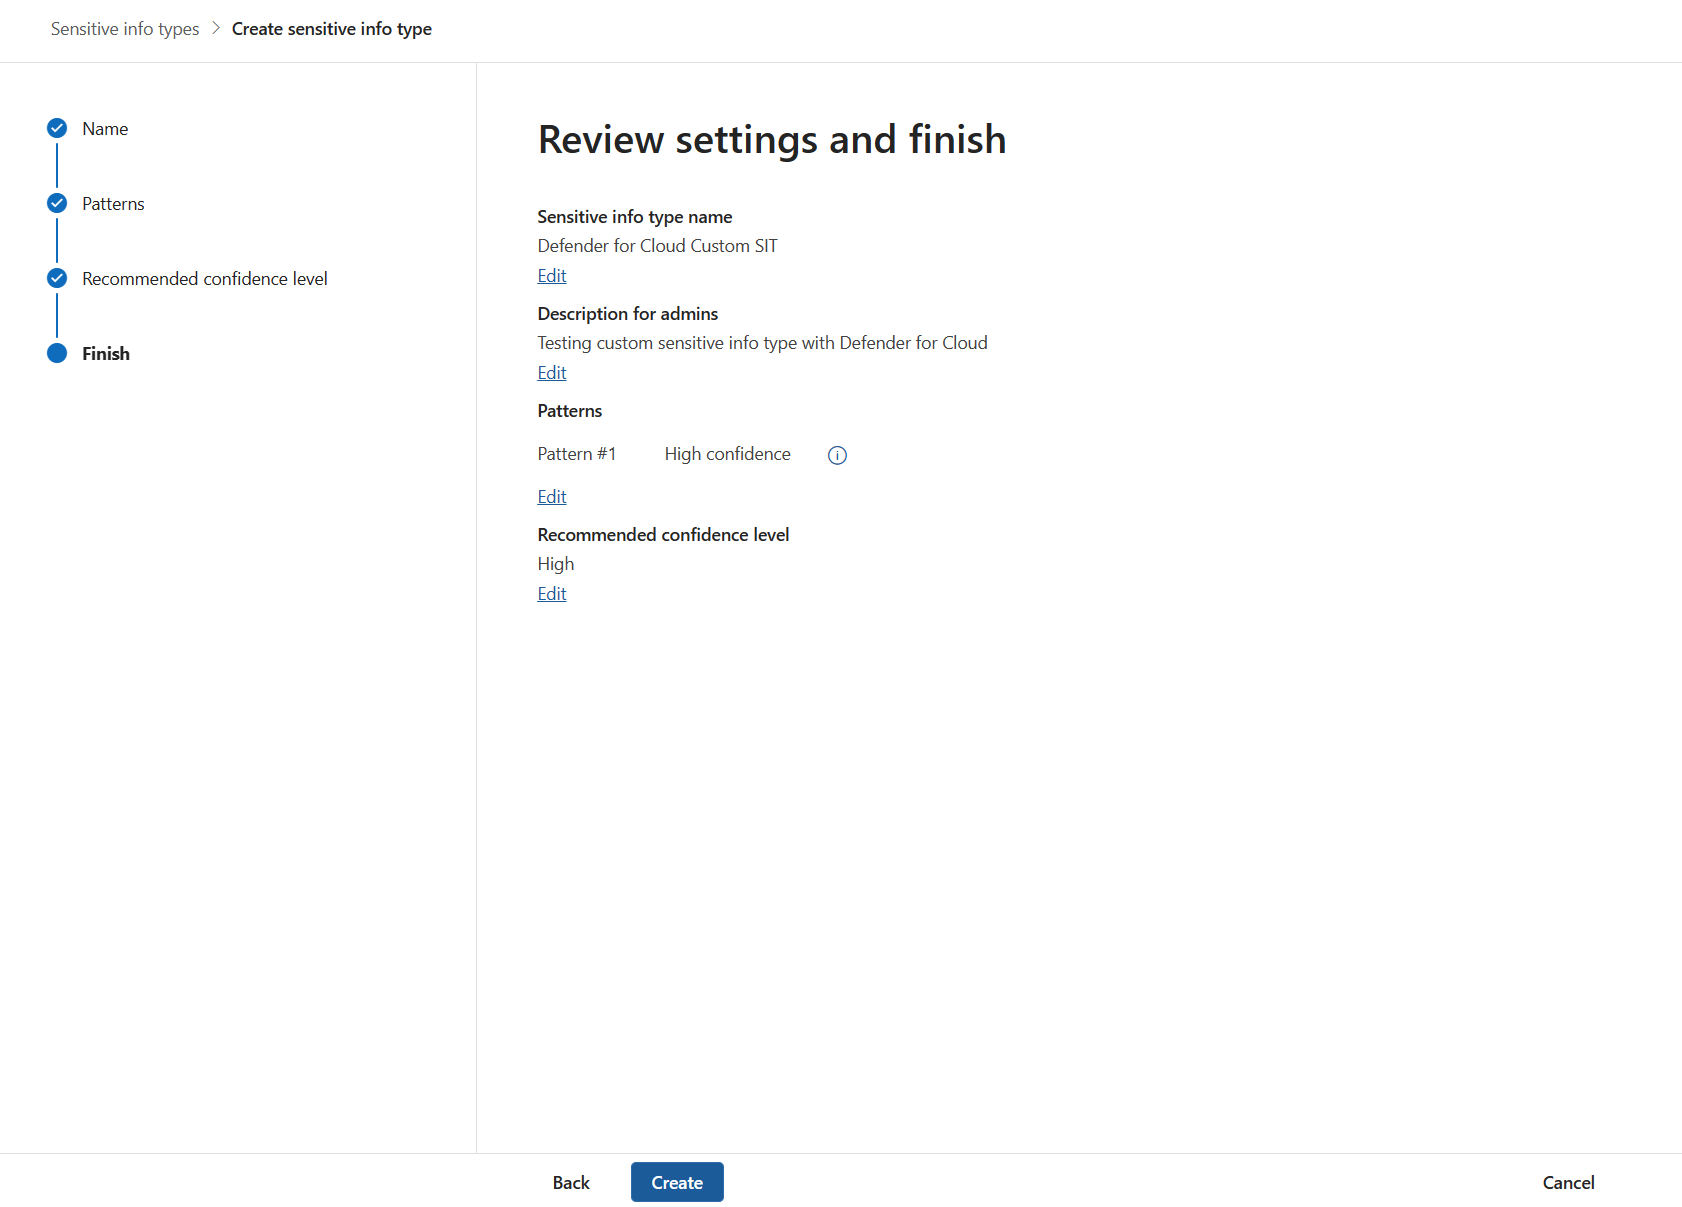 Sensitive info types > Create sensitive info type
Name
Patterns
Recommended confidence level
Finish
Review settings and finish
Sensitive info type name
Defender for Cloud Custom SIT
Edit
Description for admins
Testing custom sensitive info type with Defender for Cloud
Edit
Patterns
Pattern #1 High confidence
Edit
Recommended confidence level
High
Edit
Back Create Cancel